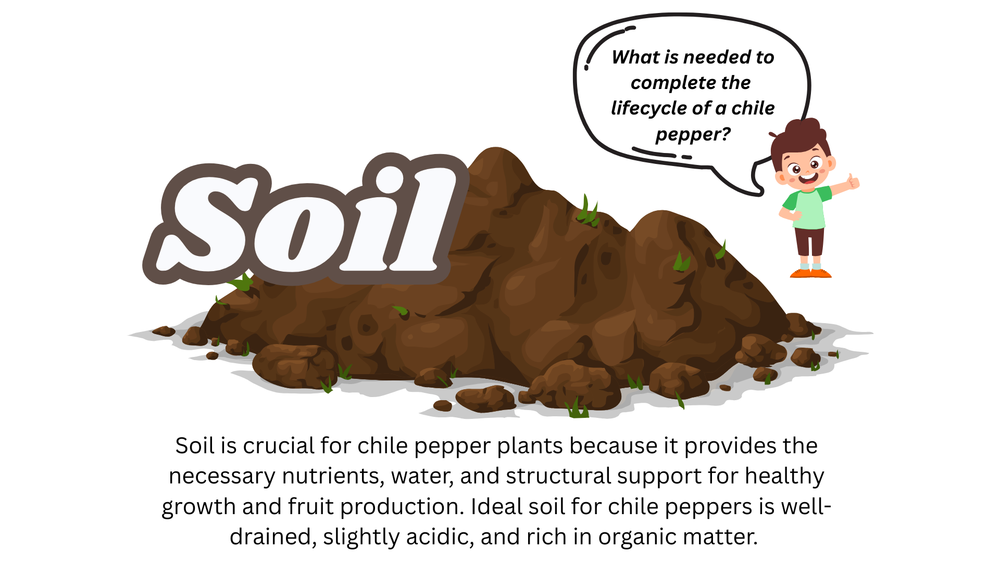 What is needed to
complete the
lifecycle of a chile
pepper?
Soil
Soil is crucial for chile pepper plants because it provides the
necessary nutrients, water, and structural support for healthy
growth and fruit production. Ideal soil for chile peppers is well-
drained, slightly acidic, and rich in organic matter.